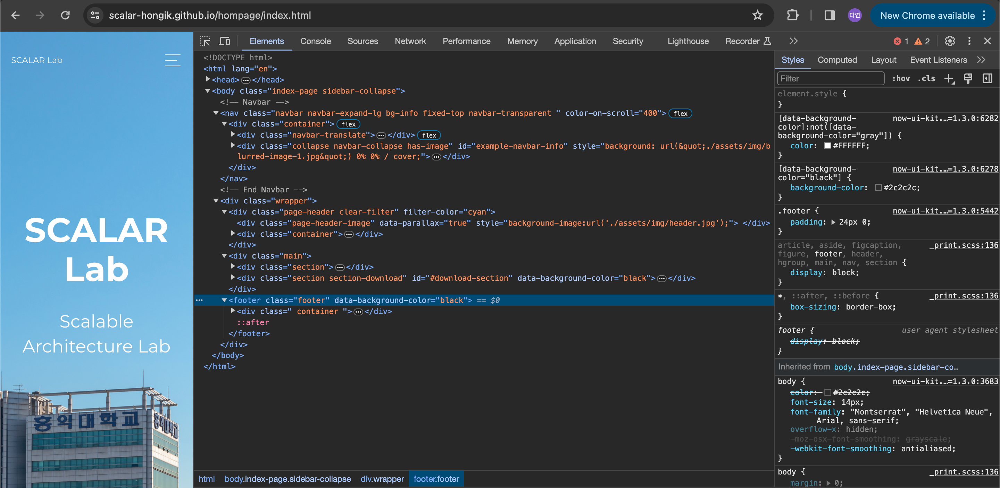 scalar-hongik.github.io/hompage/index.html
다연
New Chrome available
SCALAR Lab
SCALAR
Lab
Scalable
Architecture Lab
홍익대학교
홍익대학교
Elements Console Sources Network Performance Memory Application Security Lighthouse Recorder
1 2
<!DOCTYPE html>
<html lang="en">
<head>…</head>
<body class="index-page sidebar-collapse">
<!-- Navbar -->
<nav class="navbar navbar-expand-lg bg-info fixed-top navbar-transparent " color-on-scroll="400"> flex
<div class="container"> flex
<div class="navbar-translate">…</div> flex
<div class="collapse navbar-collapse has-image" id="example-navbar-info" style="background: url(&quot;./assets/img/b
lurred-image-1.jpg&quot;) 0% 0% / cover;">…</div>
</div>
</nav>
<!-- End Navbar -->
<div class="wrapper">
<div class="page-header clear-filter" filter-color="cyan">
<div class="page-header-image" data-parallax="true" style="background-image:url('./assets/img/header.jpg');"> </div>
<div class="container">…</div>
</div>
<div class="main">
<div class="section">…</div>
<div class="section section-download" id="#download-section" data-background-color="black">…</div>
</div>
… <footer class="footer" data-background-color="black"> == $0
<div class=" container ">…</div>
::after
</footer>
</div>
</body>
</html>
html body.index-page.sidebar-collapse div.wrapper footer.footer
Styles Computed Layout Event Listeners
Filter :hov .cls
element.style {
}
[data-background- now-ui-kit.…=1.3.0:6282
color]:not([data-
background-color="gray"]) {
color: #FFFFFF;
}
[data-background- now-ui-kit.…=1.3.0:6278
color="black"] {
background-color: #2c2c2c;
}
.footer { now-ui-kit.…=1.3.0:5442
padding: 24px 0;
}
article, aside, figcaption, _print.scss:136
figure, footer, header,
hgroup, main, nav, section {
display: block;
}
*, ::after, ::before { _print.scss:136
box-sizing: border-box;
}
footer { user agent stylesheet
display: block;
}
Inherited from body.index-page.sidebar-co…
body { now-ui-kit.…=1.3.0:3683
color: #2c2c2c;
font-size: 14px;
font-family: "Montserrat", "Helvetica Neue",
Arial, sans-serif;
overflow-x: hidden;
-moz-osx-font-smoothing: grayscale;
-webkit-font-smoothing: antialiased;
}
body { _print.scss:136
margin: 0;